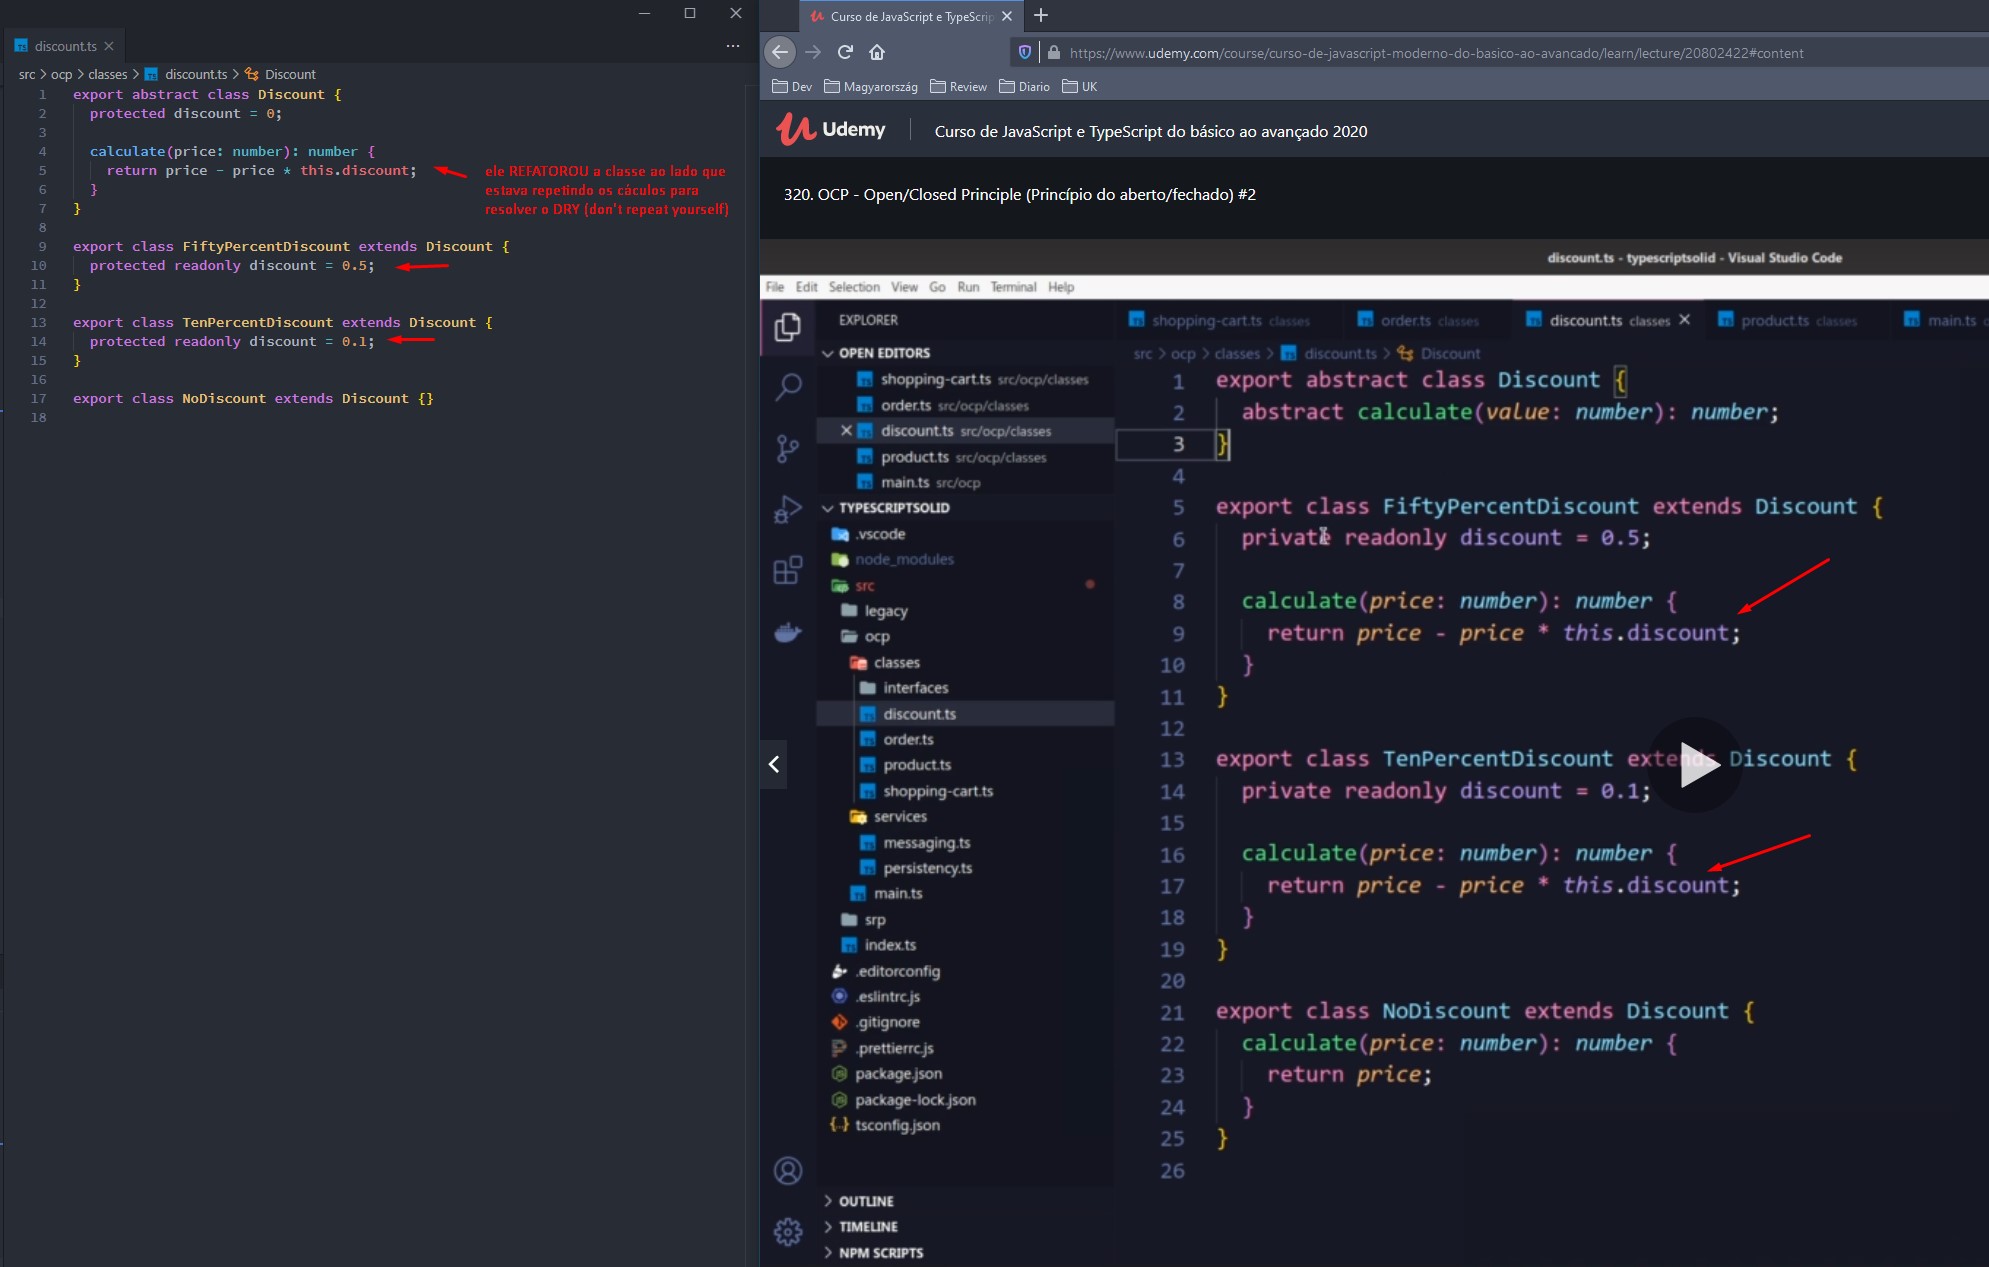 discount.ts
src > ocp > classes > discount.ts > Discount
1 export abstract class Discount {
2 protected discount = 0;
3
4 calculate(price: number): number {
5 return price - price * this.discount;
6 }
7 }
8
9 export class FiftyPercentDiscount extends Discount {
10 protected readonly discount = 0.5;
11 }
12
13 export class TenPercentDiscount extends Discount {
14 protected readonly discount = 0.1;
15 }
16
17 export class NoDiscount extends Discount {}
18
ele REFATOROU a classe ao lado que
estava repetindo os cáculos para
resolver o DRY (don't repeat yourself)
Curso de JavaScript e TypeScrip
https://www.udemy.com/course/curso-de-javascript-moderno-do-basico-ao-avancado/learn/lecture/20802422#content
Dev Magyarország Review Diario UK
Udemy Curso de JavaScript e TypeScript do básico ao avançado 2020
320. OCP - Open/Closed Principle (Princípio do aberto/fechado) #2
discount.ts - typescriptsolid - Visual Studio Code
File Edit Selection View Go Run Terminal Help
EXPLORER
OPEN EDITORS
shopping-cart.ts src/ocp/classes
order.ts src/ocp/classes
discount.ts src/ocp/classes
product.ts src/ocp/classes
main.ts src/ocp
TYPESCRIPTSOLID
.vscode
node_modules
src
legacy
ocp
classes
interfaces
discount.ts
order.ts
product.ts
shopping-cart.ts
services
messaging.ts
persistency.ts
main.ts
srp
index.ts
.editorconfig
.eslintrc.js
.gitignore
.prettierrc.js
package.json
package-lock.json
tsconfig.json
OUTLINE
TIMELINE
NPM SCRIPTS
shopping-cart.ts classes order.ts classes discount.ts classes product.ts classes main.ts
src > ocp > classes > discount.ts > Discount
1 export abstract class Discount {
2 abstract calculate(value: number): number;
3 }
4
5 export class FiftyPercentDiscount extends Discount {
6 private readonly discount = 0.5;
7
8 calculate(price: number): number {
9 return price - price * this.discount;
10 }
11 }
12
13 export class TenPercentDiscount extends Discount {
14 private readonly discount = 0.1;
15
16 calculate(price: number): number {
17 return price - price * this.discount;
18 }
19 }
20
21 export class NoDiscount extends Discount {
22 calculate(price: number): number {
23 return price;
24 }
25 }
26